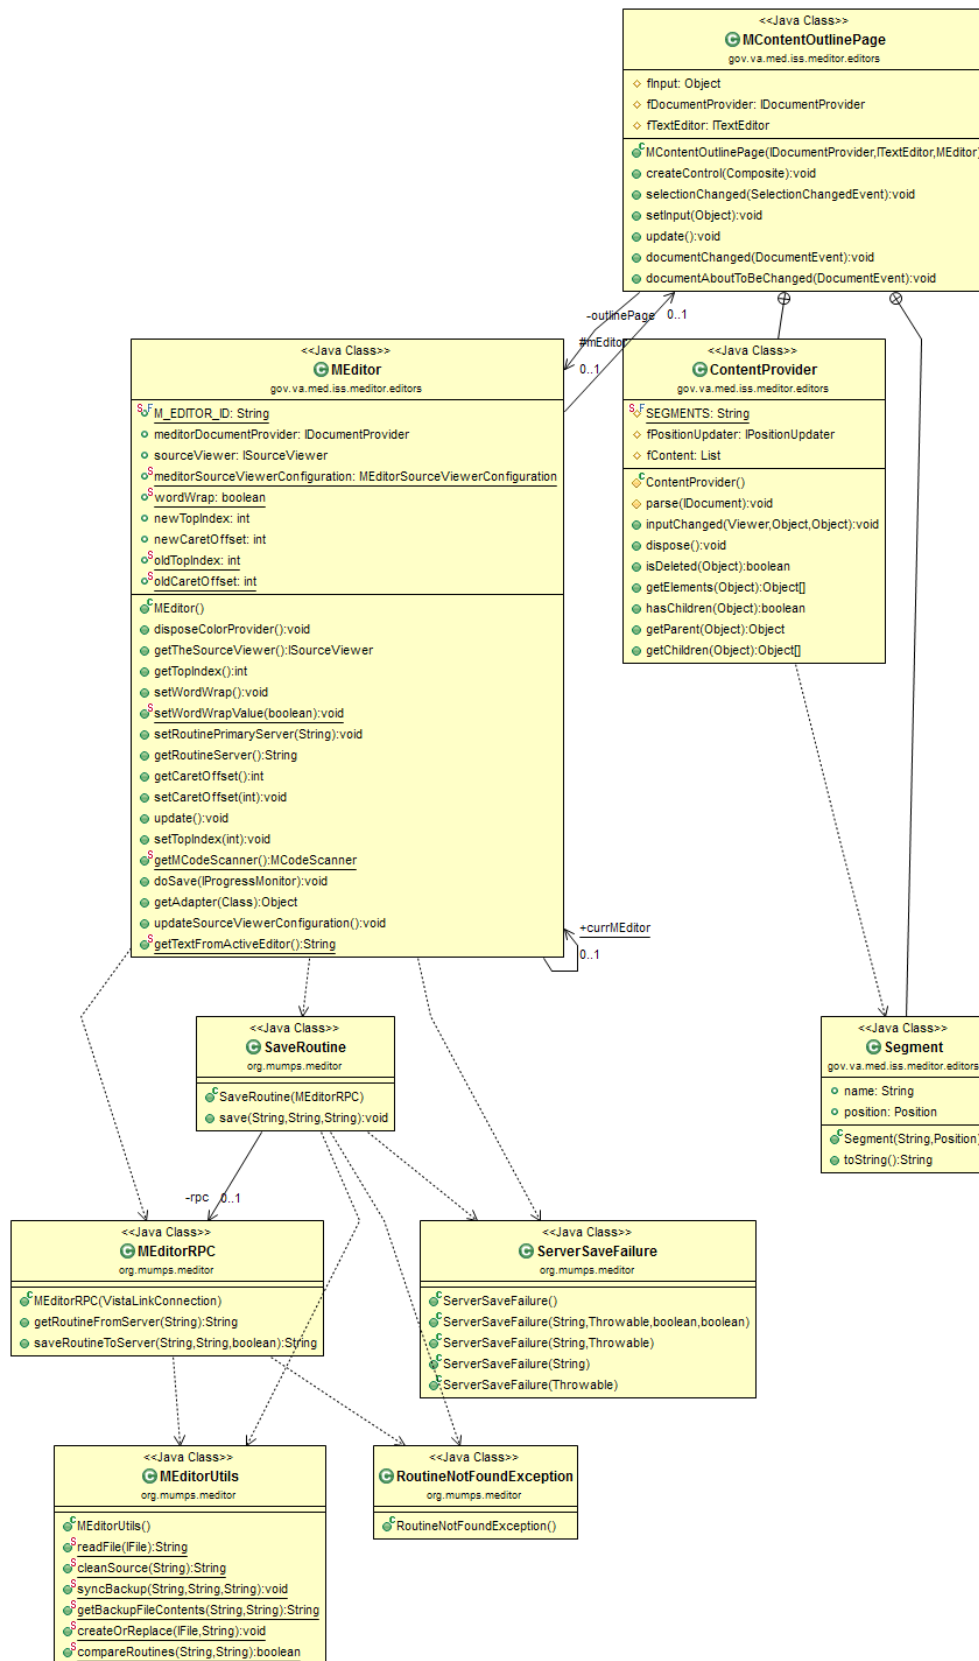 <<Java Class>>
MContentOutlinePage
gov.va.med.iss.meditor.editors
fInput: Object
fDocumentProvider: IDocumentProvider
fTextEditor: ITextEditor
MContentOutlinePage(IDocumentProvider,ITextEditor,MEditor)
createControl(Composite):void
selectionChanged(SelectionChangedEvent):void
setInput(Object):void
update():void
documentChanged(DocumentEvent):void
documentAboutToBeChanged(DocumentEvent):void
-outlinePage 0..1
#mEditor
0..1
<<Java Class>>
MEditor
gov.va.med.iss.meditor.editors
M_EDITOR_ID: String
meditorDocumentProvider: IDocumentProvider
sourceViewer: ISourceViewer
meditorSourceViewerConfiguration: MEditorSourceViewerConfiguration
wordWrap: boolean
newTopIndex: int
newCaretOffset: int
oldTopIndex: int
oldCaretOffset: int
MEditor()
disposeColorProvider():void
getTheSourceViewer():ISourceViewer
getTopIndex():int
setWordWrap():void
setWordWrapValue(boolean):void
setRoutinePrimaryServer(String):void
getRoutineServer():String
getCaretOffset():int
setCaretOffset(int):void
update():void
setTopIndex(int):void
getMCodeScanner():MCodeScanner
doSave(IProgressMonitor):void
getAdapter(Class):Object
updateSourceViewerConfiguration():void
getTextFromActiveEditor():String
<<Java Class>>
ContentProvider
gov.va.med.iss.meditor.editors
SEGMENTS: String
fPositionUpdater: IPositionUpdater
fContent: List
ContentProvider()
parse(IDocument):void
inputChanged(Viewer,Object,Object):void
dispose():void
isDeleted(Object):boolean
getElements(Object):Object[]
hasChildren(Object):boolean
getParent(Object):Object
getChildren(Object):Object[]
+currMEditor
0..1
<<Java Class>>
SaveRoutine
org.mumps.meditor
SaveRoutine(MEditorRPC)
save(String,String,String):void
<<Java Class>>
Segment
gov.va.med.iss.meditor.editors
name: String
position: Position
Segment(String,Position)
toString():String
-rpc 0..1
<<Java Class>>
MEditorRPC
org.mumps.meditor
MEditorRPC(VistaLinkConnection)
getRoutineFromServer(String):String
saveRoutineToServer(String,String,boolean):String
<<Java Class>>
ServerSaveFailure
org.mumps.meditor
ServerSaveFailure()
ServerSaveFailure(String,Throwable,boolean,boolean)
ServerSaveFailure(String,Throwable)
ServerSaveFailure(String)
ServerSaveFailure(Throwable)
<<Java Class>>
MEditorUtils
org.mumps.meditor
MEditorUtils()
readFile(IFile):String
cleanSource(String):String
syncBackup(String,String,String):void
getBackupFileContents(String,String):String
createOrReplace(IFile,String):void
compareRoutines(String,String):boolean
<<Java Class>>
RoutineNotFoundException
org.mumps.meditor
RoutineNotFoundException()